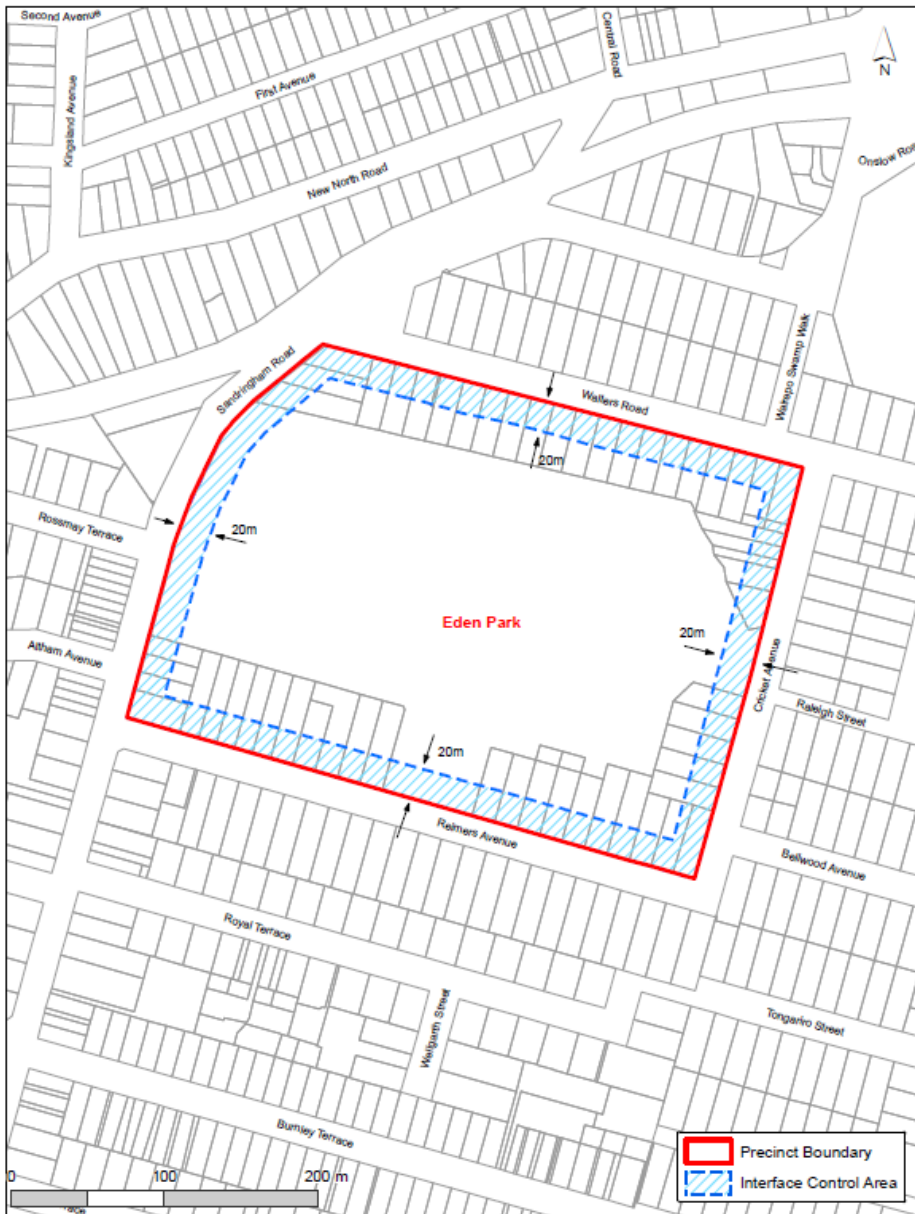 Second Avenue
Central Road
N
First Avenue
Kingsland Avenue
Onslow Roa
New North Road
Wairepo Swamp Walk
Sandringham Road
Walters Road
20m
Rossmay Terrace
20m
Eden Park
20m
Altham Avenue
Cricket Avenue
Raleigh Street
20m
Reimers Avenue
Bellwood Avenue
Royal Terrace
Tongariro Street
Wallgarth Street
Burnley Terrace
Precinct Boundary
Interface Control Area
0 100 200 m